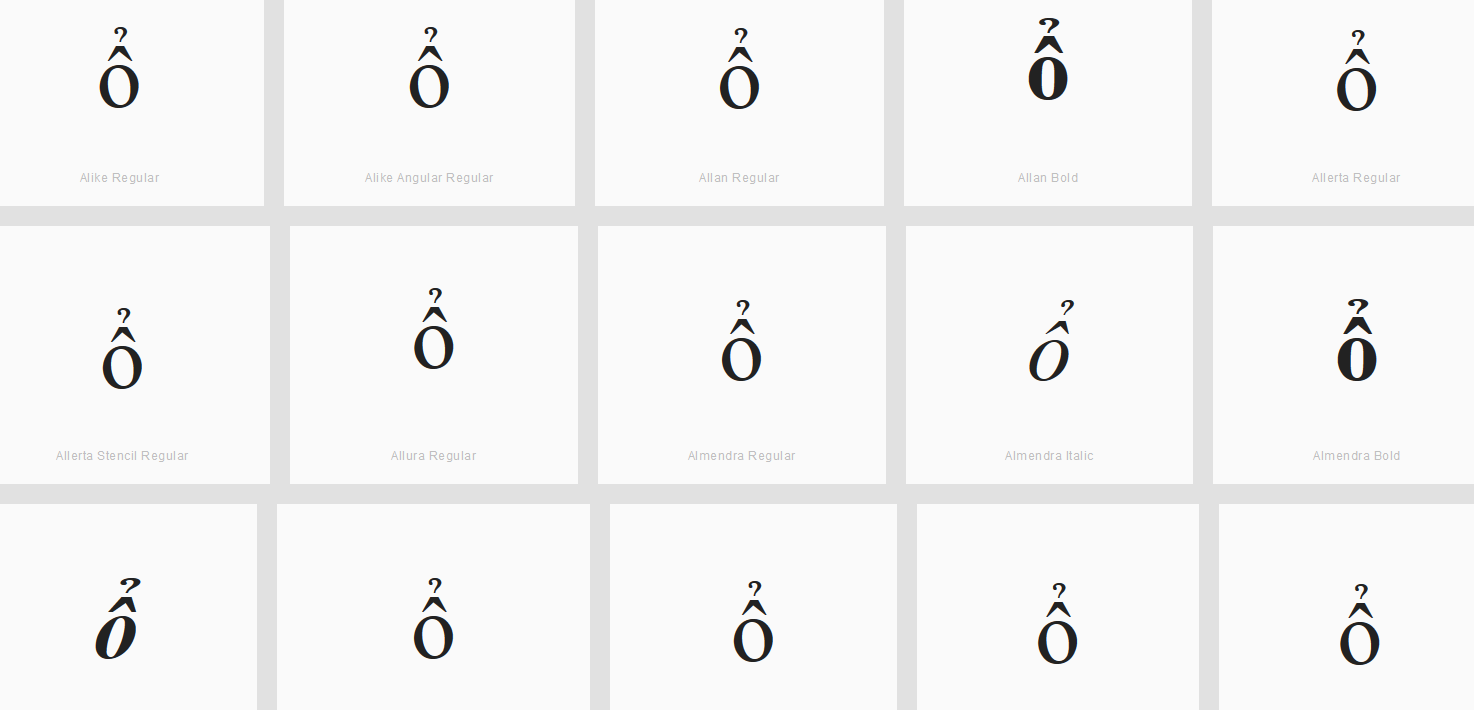 ổ ổ ổ ổ ổ
Alike Regular Alike Angular Regular Allan Regular Allan Bold Allerta Regular
ổ ổ ổ ổ ổ
Allerta Stencil Regular Allura Regular Almendra Regular Almendra Italic Almendra Bold
ổ ổ ổ ổ ổ